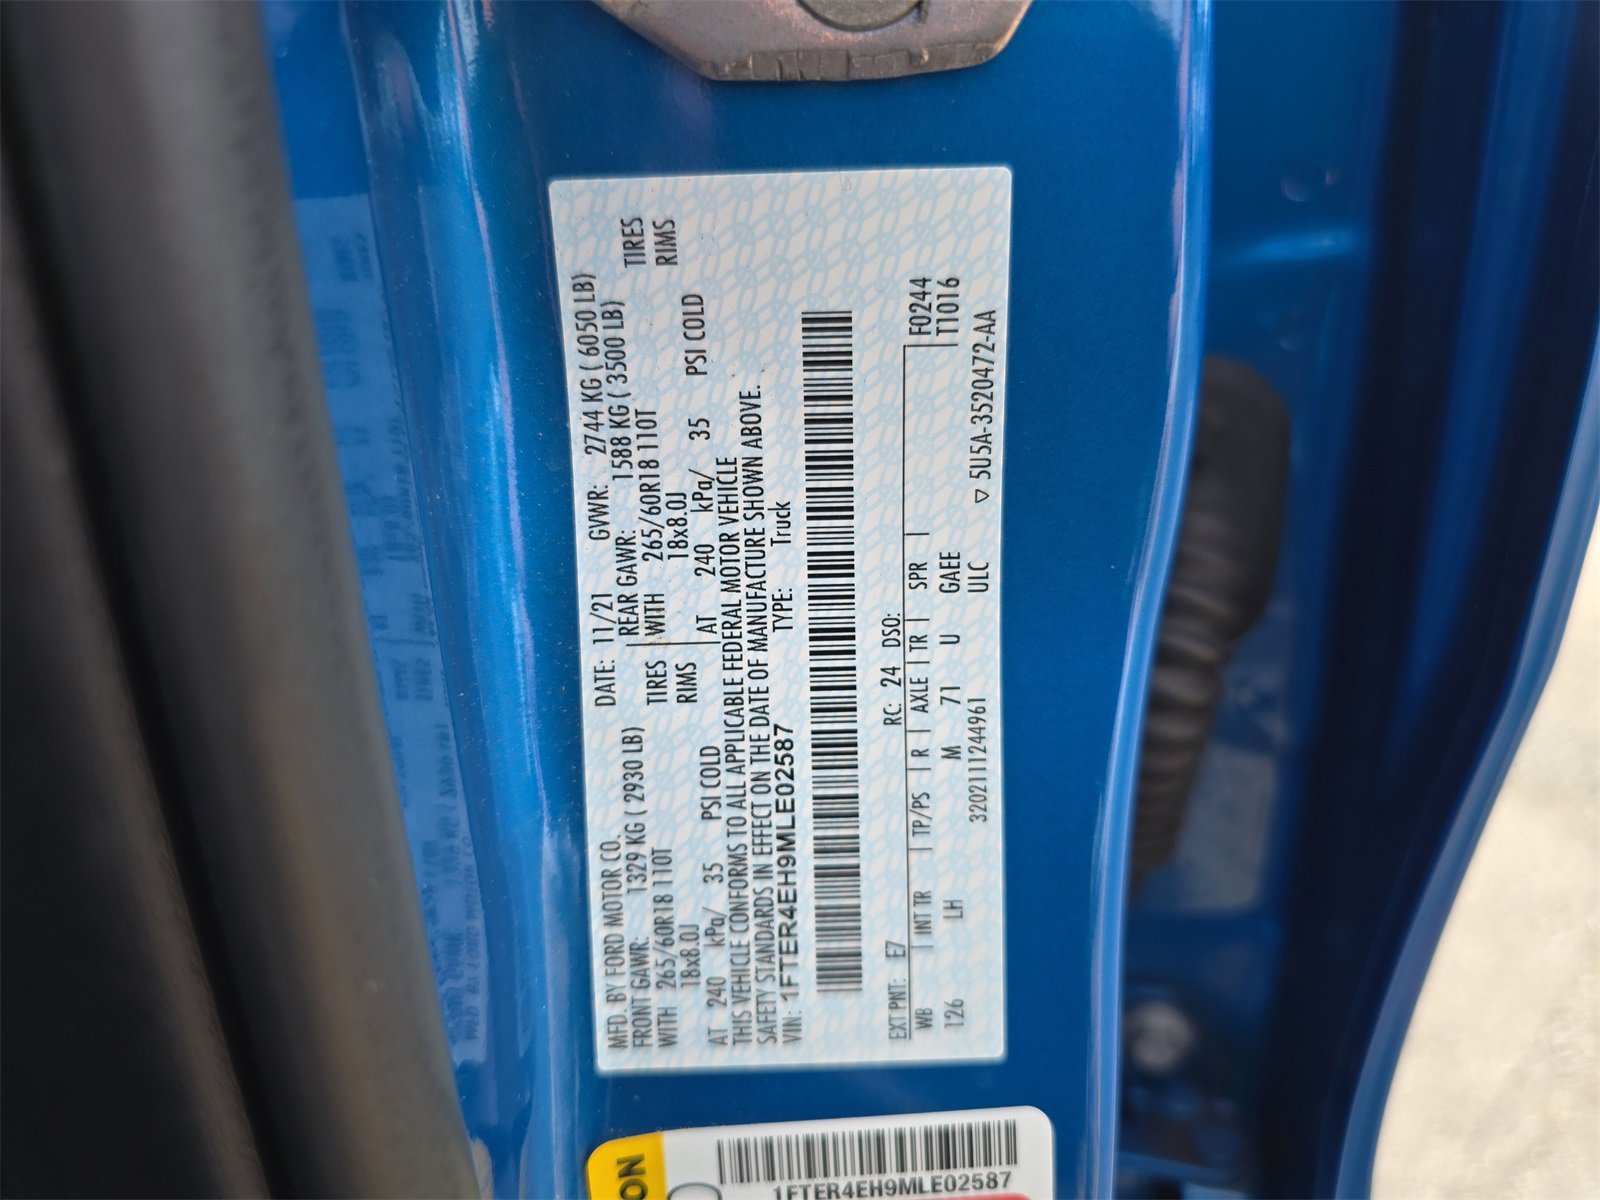 MFD. BY FORD MOTOR CO. DATE: 11/21 GVWR: 2744 KG ( 6050 LB)
FRONT GAWR: 1329 KG ( 2930 LB) REAR GAWR: 1588 KG ( 3500 LB)
WITH 265/60R18 110T TIRES WITH 265/60R18 110T TIRES
18x8.0J RIMS 18x8.0J RIMS
AT 240 kPa/ 35 PSI COLD AT 240 kPa/ 35 PSI COLD
THIS VEHICLE CONFORMS TO ALL APPLICABLE FEDERAL MOTOR VEHICLE
SAFETY STANDARDS IN EFFECT ON THE DATE OF MANUFACTURE SHOWN ABOVE.
VIN: 1FTER4EH9MLE02587 TYPE: Truck
EXT PNT: E7 RC: 24 DSO:
WB INT TR TP/PS R AXLE TR SPR F0244
126 LH M 71 U GAEE T1016
320211124961 ULC ▽ 5U5A-3520472-AA
ON
1FTER4EH9MLE02587